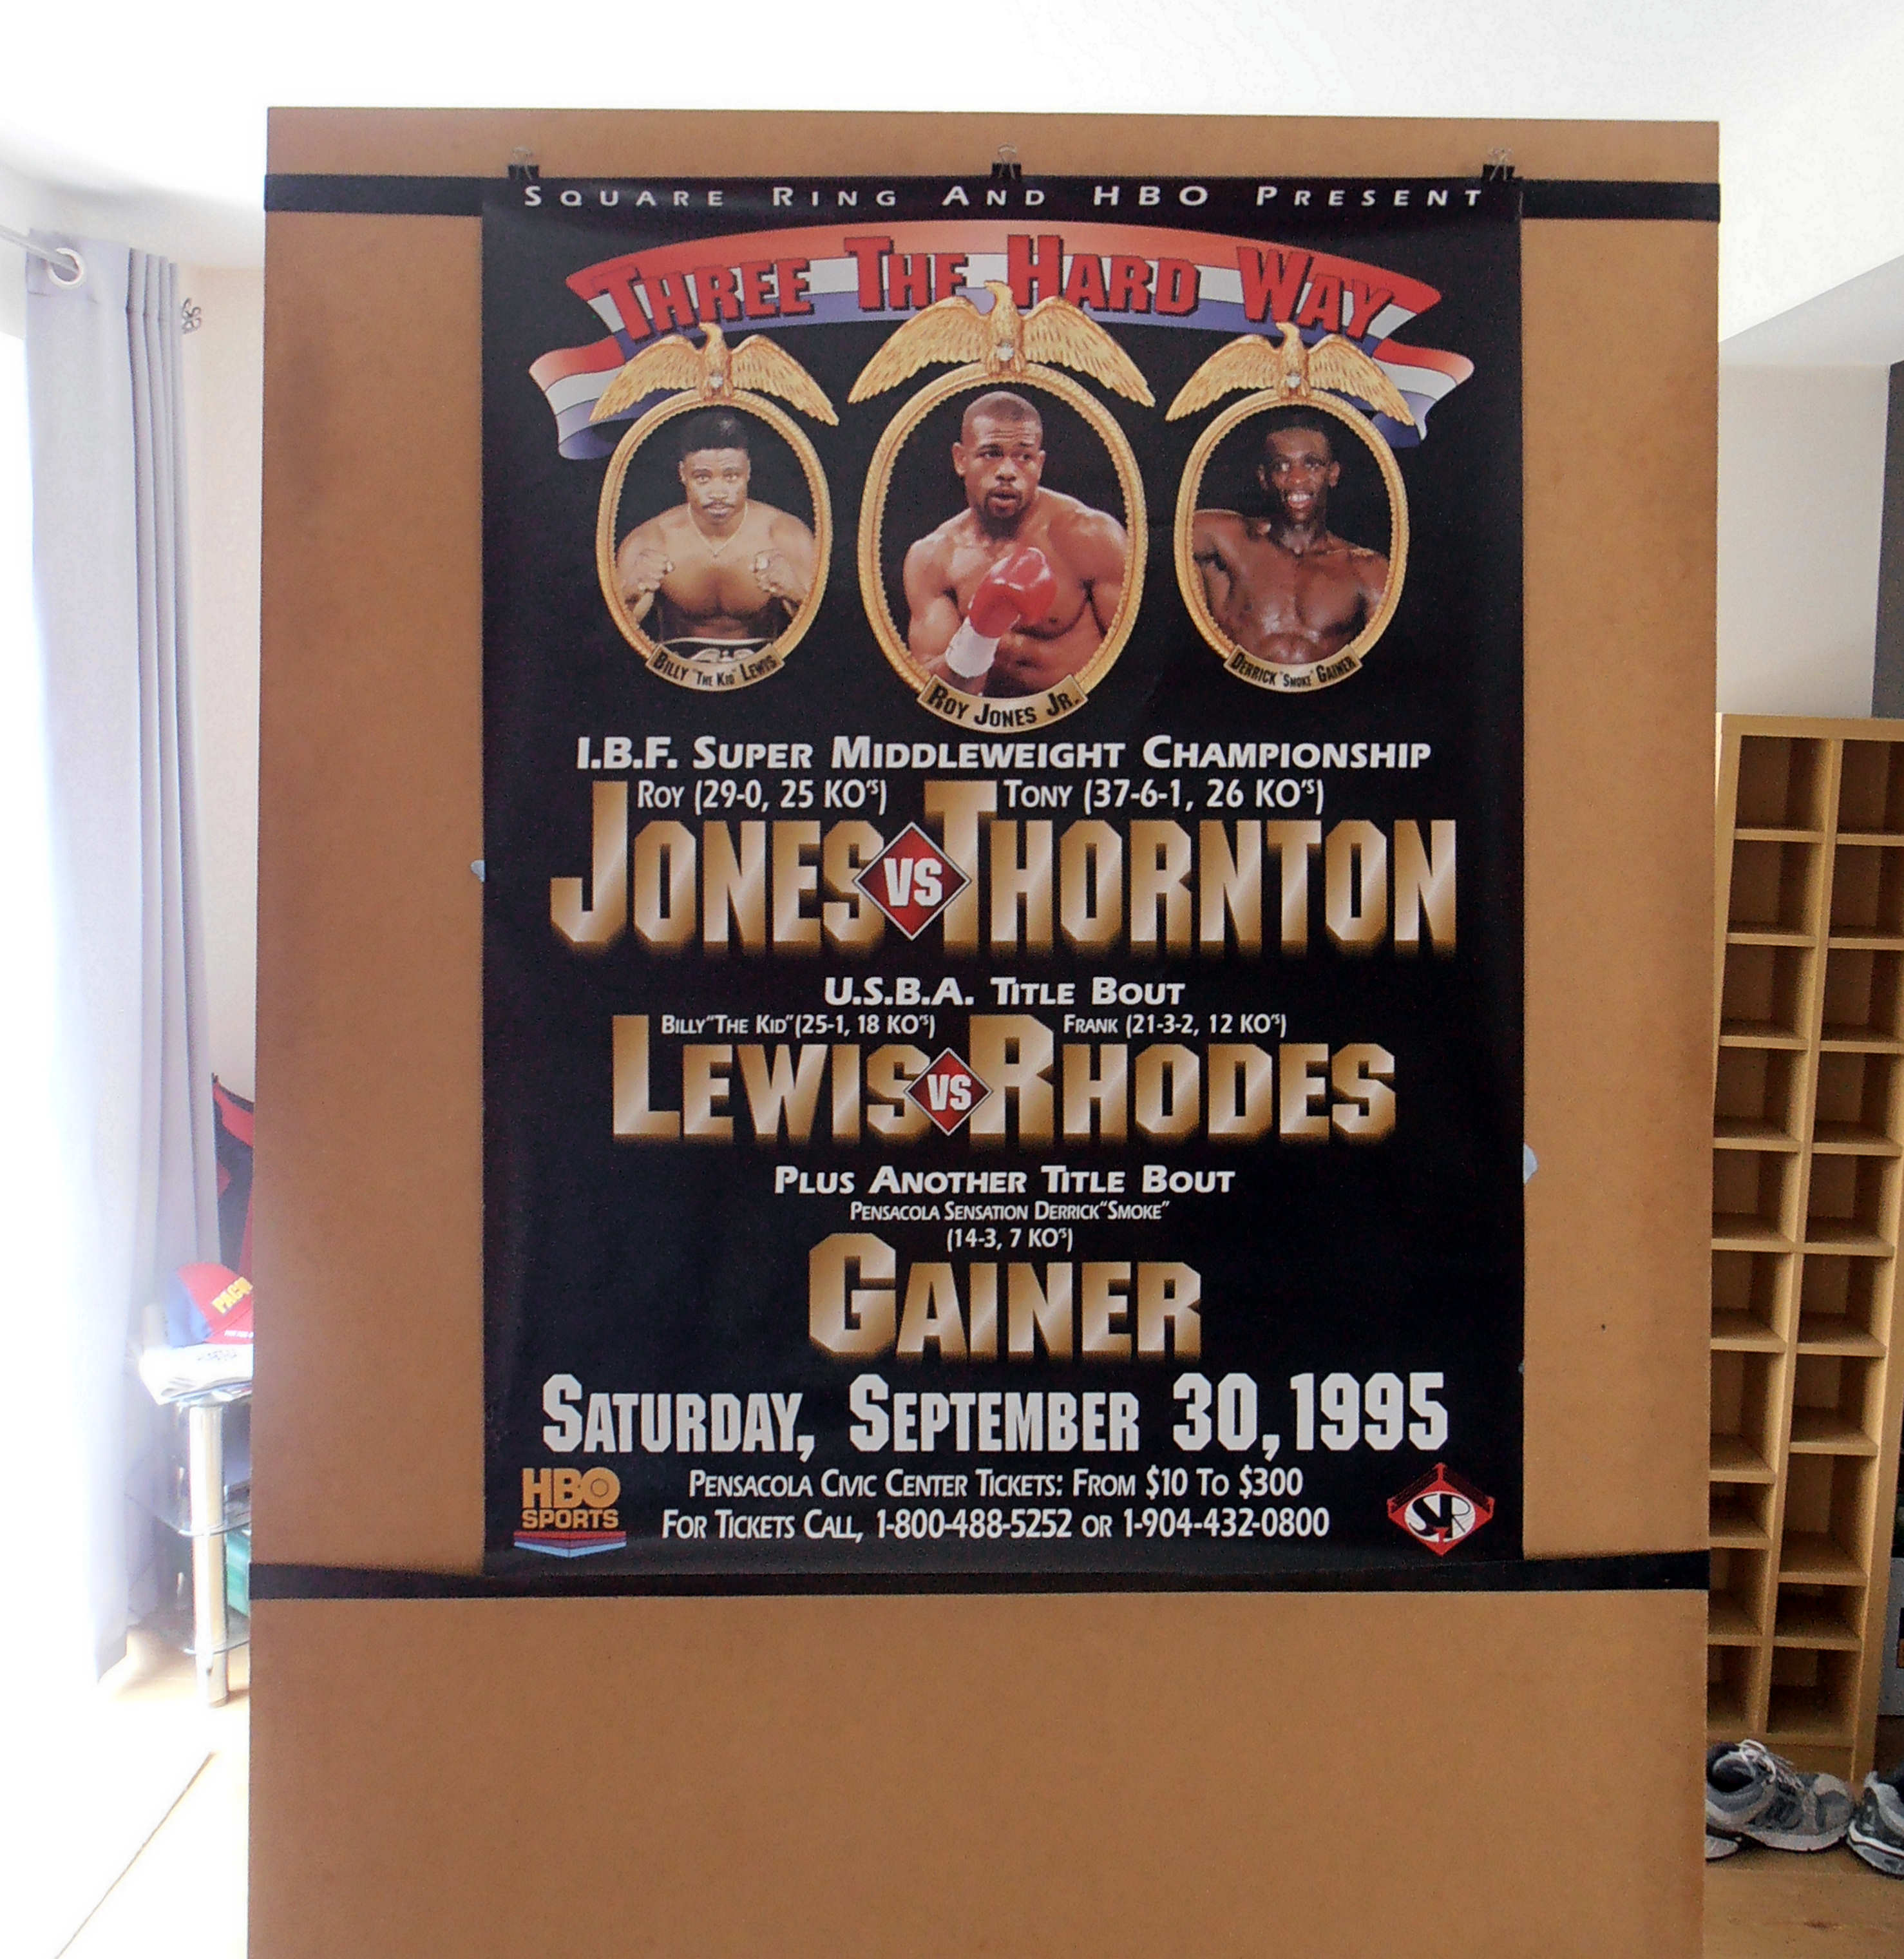 SQUARE RING AND HBO PRESENT
THREE THE HARD WAY
BILLY "THE KID" LEWIS
ROY JONES JR.
DERRICK "SMOKE" GAINER
I.B.F. SUPER MIDDLEWEIGHT CHAMPIONSHIP
ROY (29-0, 25 KO'S) TONY (37-6-1, 26 KO'S)
JONES VS THORNTON
U.S.B.A. TITLE BOUT
BILLY "THE KID" (25-1, 18 KO'S) FRANK (21-3-2, 12 KO'S)
LEWIS VS RHODES
PLUS ANOTHER TITLE BOUT
PENSACOLA SENSATION DERRICK "SMOKE"
(14-3, 7 KO'S)
GAINER
SATURDAY, SEPTEMBER 30, 1995
HBO
SPORTS
PENSACOLA CIVIC CENTER TICKETS: FROM $10 TO $300
FOR TICKETS CALL, 1-800-488-5252 OR 1-904-432-0800
SR